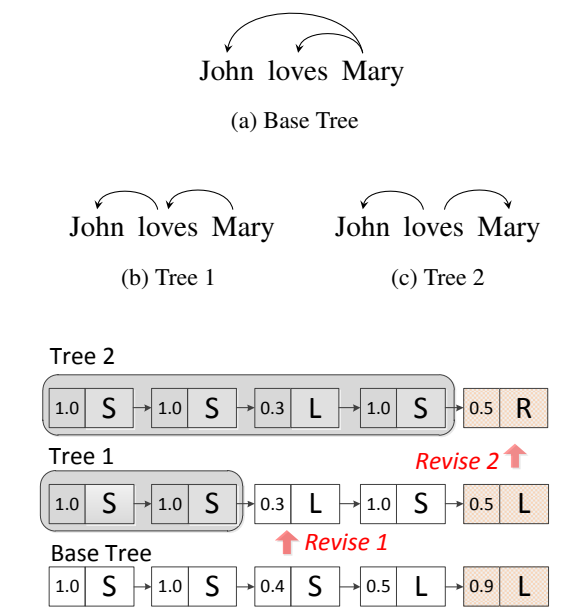 John loves Mary
(a) Base Tree
John loves Mary
John loves Mary
(b) Tree 1
(c) Tree 2
Tree 2
1.0 S 1.0 S 0.3 L 1.0 S 0.5 R
Revise 2
Tree 1
1.0 S 1.0 S 0.3 L 1.0 S 0.5 L
Revise 1
Base Tree
1.0 S 1.0 S 0.4 S 0.5 L 0.9 L